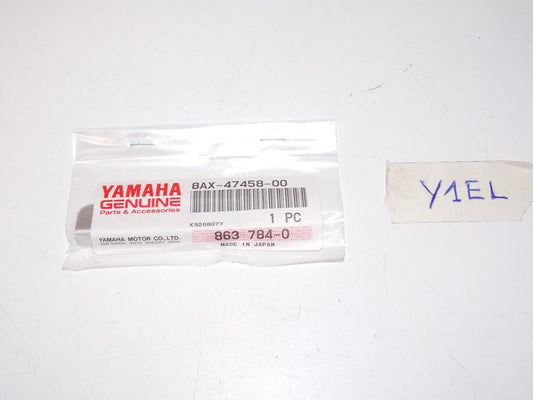 YAMAHA
GENUINE
Parts & Accessories
8AX-47458-00
1 PC
K920807Y
863 784-0
YAMAHA MOTOR CO.,LTD.
MADE IN JAPAN
Y1EL